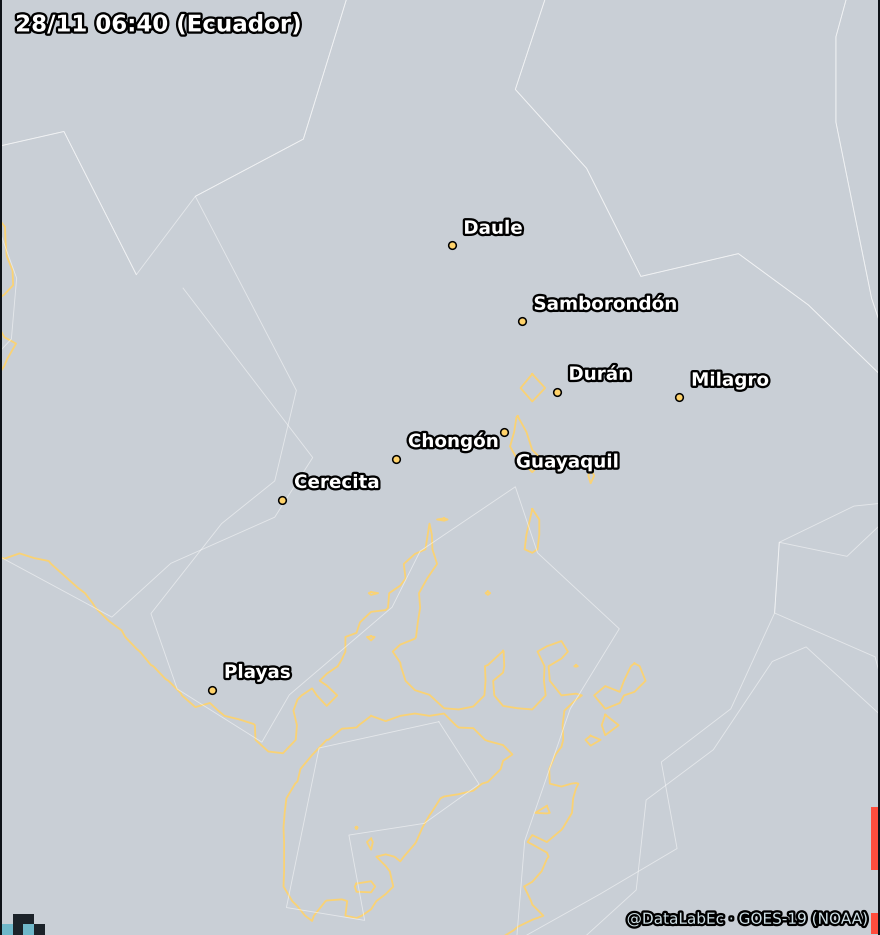 28/11 06:40 (Ecuador)
Daule
Samborondón
Durán
Milagro
Chongón
Guayaquil
Cerecita
Playas
@DataLabEc · GOES-19 (NOAA)